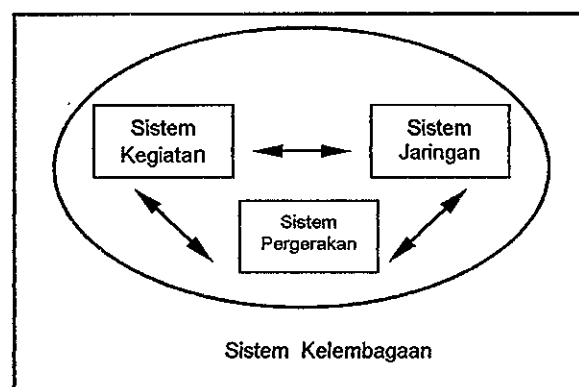 Sistem
Kegiatan
Sistem
Jaringan
Sistem
Pergerakan
Sistem Kelembagaan